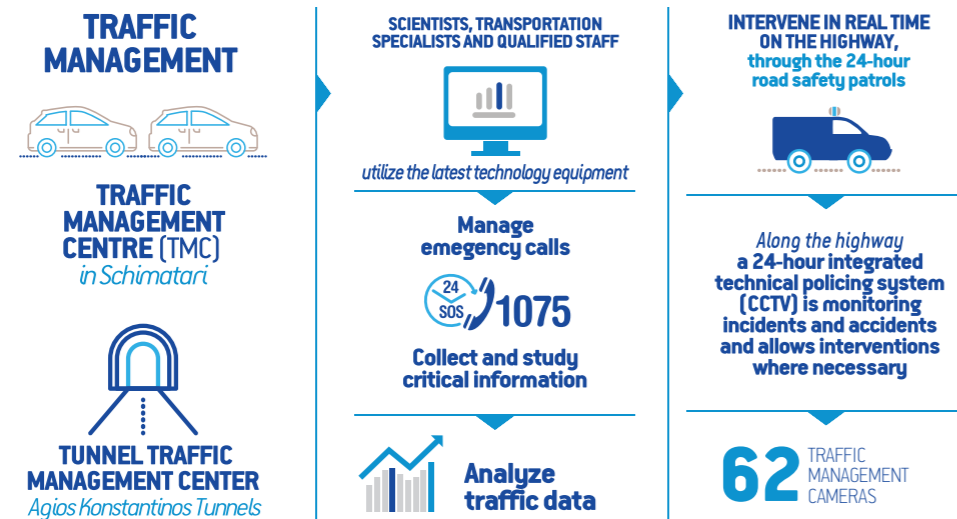 TRAFFIC
MANAGEMENT
TRAFFIC
MANAGEMENT
CENTRE (TMC)
in Schimatari
TUNNEL TRAFFIC
MANAGEMENT CENTER
Agios Konstantinos Tunnels
SCIENTISTS, TRANSPORTATION
SPECIALISTS AND QUALIFIED STAFF
utilize the latest technology equipment
Manage
emegency calls
24
SOS
1075
Collect and study
critical information
Analyze
traffic data
INTERVENE IN REAL TIME
ON THE HIGHWAY,
through the 24-hour
road safety patrols
Along the highway
a 24-hour integrated
technical policing system
(CCTV) is monitoring
incidents and accidents
and allows interventions
where necessary
62
TRAFFIC
MANAGEMENT
CAMERAS